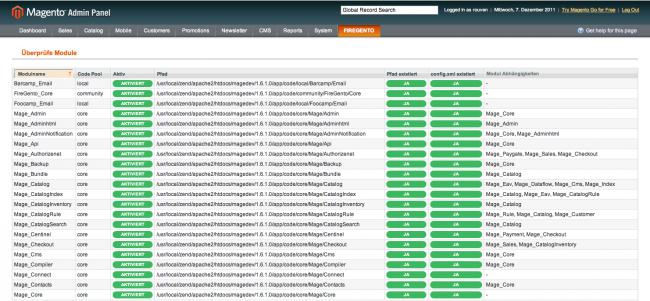 Magento Admin Panel
Global Record Search
Logged in as rouven | Mittwoch, 7. Dezember 2011 | Try Magento Go for Free | Log Out
Dashboard Sales Catalog Mobile Customers Promotions Newsletter CMS Reports System FIREGENTO Get help for this page
Überprüfe Module
Modulname Code Pool Aktiv Pfad Pfad existiert config.xml existiert Modul Abhängigkeiten
Barcamp_Email local AKTIVIERT /usr/local/zend/apache2/htdocs/magedev/1.6.1.0/app/code/local/Barcamp/Email JA JA -
FireGento_Core community AKTIVIERT /usr/local/zend/apache2/htdocs/magedev/1.6.1.0/app/code/community/FireGento/Core JA JA -
Foocamp_Email local AKTIVIERT /usr/local/zend/apache2/htdocs/magedev/1.6.1.0/app/code/local/Foocamp/Email JA JA -
Mage_Admin core AKTIVIERT /usr/local/zend/apache2/htdocs/magedev/1.6.1.0/app/code/core/Mage/Admin JA JA Mage_Core
Mage_Adminhtml core AKTIVIERT /usr/local/zend/apache2/htdocs/magedev/1.6.1.0/app/code/core/Mage/Adminhtml JA JA Mage_Admin
Mage_AdminNotification core AKTIVIERT /usr/local/zend/apache2/htdocs/magedev/1.6.1.0/app/code/core/Mage/AdminNotification JA JA Mage_Core, Mage_Adminhtml
Mage_Api core AKTIVIERT /usr/local/zend/apache2/htdocs/magedev/1.6.1.0/app/code/core/Mage/Api JA JA Mage_Core
Mage_Authorizenet core AKTIVIERT /usr/local/zend/apache2/htdocs/magedev/1.6.1.0/app/code/core/Mage/Authorizenet JA JA Mage_Paygate, Mage_Sales, Mage_Checkout
Mage_Backup core AKTIVIERT /usr/local/zend/apache2/htdocs/magedev/1.6.1.0/app/code/core/Mage/Backup JA JA Mage_Core
Mage_Bundle core AKTIVIERT /usr/local/zend/apache2/htdocs/magedev/1.6.1.0/app/code/core/Mage/Bundle JA JA Mage_Catalog
Mage_Catalog core AKTIVIERT /usr/local/zend/apache2/htdocs/magedev/1.6.1.0/app/code/core/Mage/Catalog JA JA Mage_Eav, Mage_Dataflow, Mage_Cms, Mage_Index
Mage_CatalogIndex core AKTIVIERT /usr/local/zend/apache2/htdocs/magedev/1.6.1.0/app/code/core/Mage/CatalogIndex JA JA Mage_Catalog, Mage_Eav, Mage_CatalogRule
Mage_CatalogInventory core AKTIVIERT /usr/local/zend/apache2/htdocs/magedev/1.6.1.0/app/code/core/Mage/CatalogInventory JA JA Mage_Catalog
Mage_CatalogRule core AKTIVIERT /usr/local/zend/apache2/htdocs/magedev/1.6.1.0/app/code/core/Mage/CatalogRule JA JA Mage_Rule, Mage_Catalog, Mage_Customer
Mage_CatalogSearch core AKTIVIERT /usr/local/zend/apache2/htdocs/magedev/1.6.1.0/app/code/core/Mage/CatalogSearch JA JA Mage_Catalog
Mage_Centinel core AKTIVIERT /usr/local/zend/apache2/htdocs/magedev/1.6.1.0/app/code/core/Mage/Centinel JA JA Mage_Payment, Mage_Checkout
Mage_Checkout core AKTIVIERT /usr/local/zend/apache2/htdocs/magedev/1.6.1.0/app/code/core/Mage/Checkout JA JA Mage_Sales, Mage_CatalogInventory
Mage_Cms core AKTIVIERT /usr/local/zend/apache2/htdocs/magedev/1.6.1.0/app/code/core/Mage/Cms JA JA Mage_Core
Mage_Compiler core AKTIVIERT /usr/local/zend/apache2/htdocs/magedev/1.6.1.0/app/code/core/Mage/Compiler JA JA Mage_Core
Mage_Connect core AKTIVIERT /usr/local/zend/apache2/htdocs/magedev/1.6.1.0/app/code/core/Mage/Connect JA JA -
Mage_Contacts core AKTIVIERT /usr/local/zend/apache2/htdocs/magedev/1.6.1.0/app/code/core/Mage/Contacts JA JA Mage_Core
Mage_Core core AKTIVIERT /usr/local/zend/apache2/htdocs/magedev/1.6.1.0/app/code/core/Mage/Core JA JA -